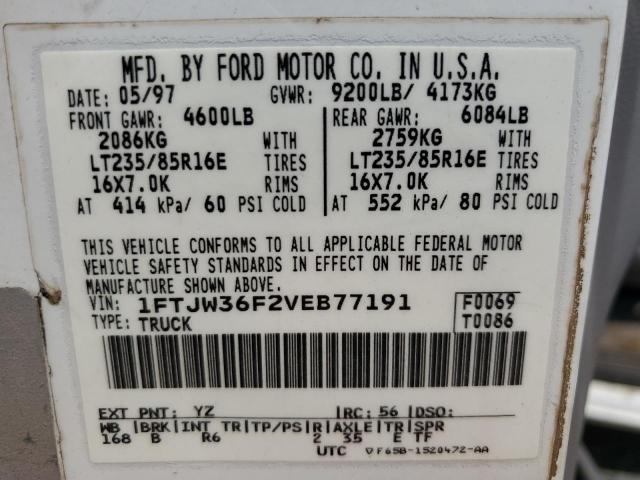 MFD. BY FORD MOTOR CO. IN U.S.A.
DATE: 05/97 GVWR: 9200LB/ 4173KG
FRONT GAWR: 4600LB REAR GAWR: 6084LB
2086KG WITH 2759KG WITH
LT235/85R16E TIRES LT235/85R16E TIRES
16X7.0K RIMS 16X7.0K RIMS
AT 414 kPa/ 60 PSI COLD AT 552 kPa/ 80 PSI COLD
THIS VEHICLE CONFORMS TO ALL APPLICABLE FEDERAL MOTOR
VEHICLE SAFETY STANDARDS IN EFFECT ON THE DATE OF
MANUFACTURE SHOWN ABOVE.
VIN: 1FTJW36F2VEB77191 F0069
TYPE: TRUCK T0086
EXT PNT: YZ RC: 56 DSO:
WB BRK INT TR TP/PS R AXLE TR SPR
168 B R6 2 35 E TF
UTC ▽F65B-1520472-AA